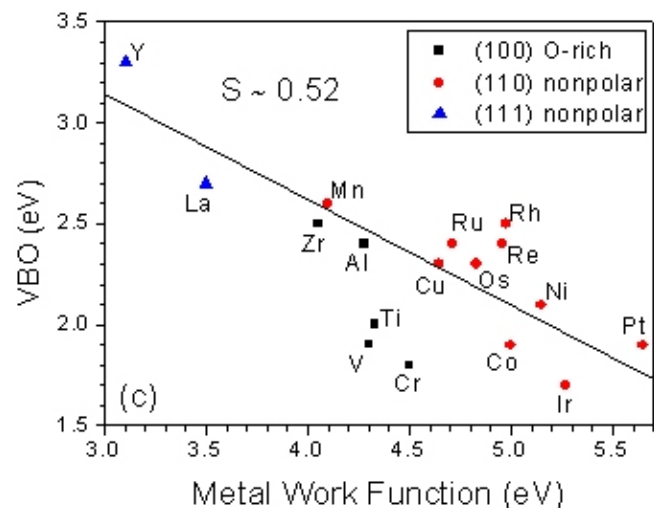 (100) O-rich
(110) nonpolar
(111) nonpolar
S ~ 0.52
Y
La
Mn
Zr
Al
Ti
V
Cr
Cu
Ru
Rh
Re
Os
Ni
Co
Ir
Pt
(c)
VBO (eV)
3.5
3.0
2.5
2.0
1.5
3.0 3.5 4.0 4.5 5.0 5.5
Metal Work Function (eV)